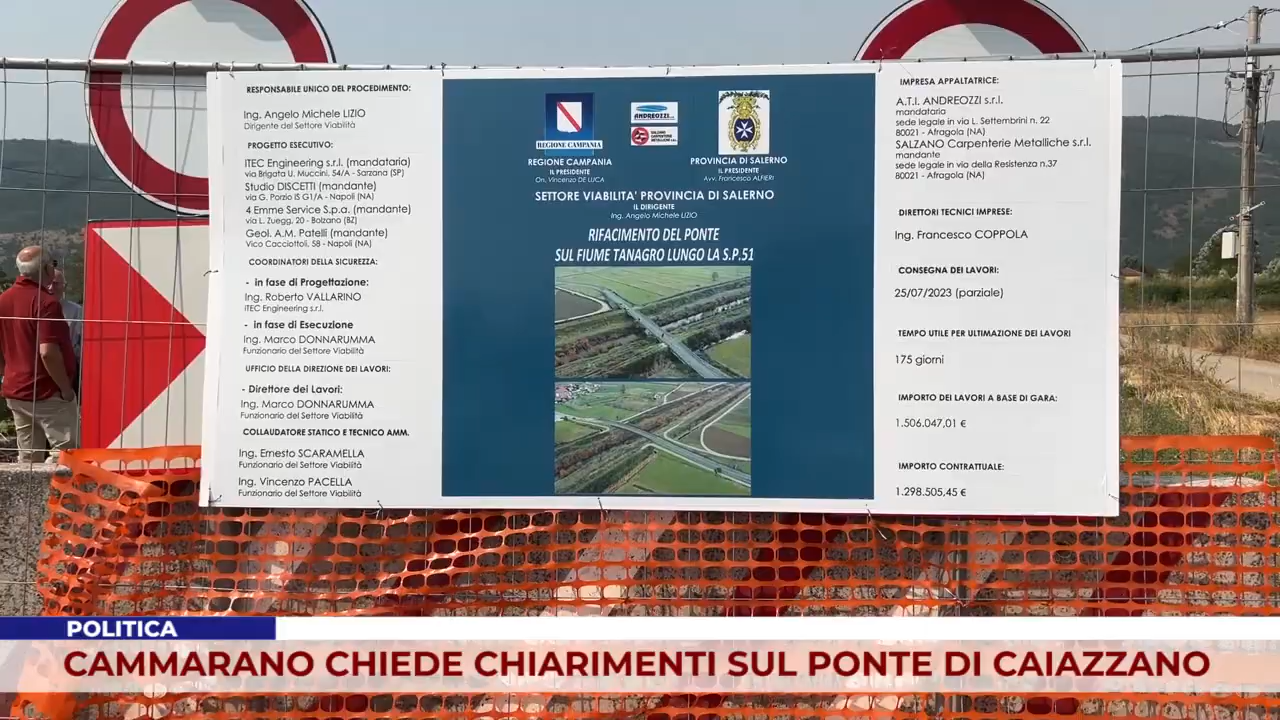 RESPONSABILE UNICO DEL PROCEDIMENTO:
Ing. Angelo Michele LIZIO
Dirigente del Settore Viabilità
PROGETTO ESECUTIVO:
ITEC Engineering s.r.l. (mandataria)
via Brigata U. Muccini, 54/A - Sarzana (SP)
Studio DISCETTI (mandante)
via G. Porzio IS G1/A - Napoli (NA)
4 Emme Service S.p.a. (mandante)
via L. Zuegg, 20 - Bolzano (BZ)
Geol. A.M. Patelli (mandante)
Vico Cacciottoli, 58 - Napoli (NA)
COORDINATORI DELLA SICUREZZA:
- in fase di Progettazione:
Ing. Roberto VALLARINO
ITEC Engineering s.r.l.
- in fase di Esecuzione
Ing. Marco DONNARUMMA
Funzionario del Settore Viabilità
UFFICIO DELLA DIREZIONE DEI LAVORI:
- Direttore dei Lavori:
Ing. Marco DONNARUMMA
Funzionario del Settore Viabilità
COLLAUDATORE STATICO E TECNICO AMM.
Ing. Ernesto SCARAMELLA
Funzionario del Settore Viabilità
Ing. Vincenzo PACELLA
Funzionario del Settore Viabilità
REGIONE CAMPANIA
ANDREOZZI
SALZANO CARPENTERIE METALLICHE
REGIONE CAMPANIA
IL PRESIDENTE
On. Vincenzo DE LUCA
PROVINCIA DI SALERNO
IL PRESIDENTE
Avv. Francesco ALFIERI
SETTORE VIABILITA' PROVINCIA DI SALERNO
IL DIRIGENTE
Ing. Angelo Michele LIZIO
RIFACIMENTO DEL PONTE
SUL FIUME TANAGRO LUNGO LA S.P.51
IMPRESA APPALTATRICE:
A.T.I. ANDREOZZI s.r.l.
mandataria
sede legale in via L. Settembrini n. 22
80021 - Afragola (NA)
SALZANO Carpenterie Metalliche s.r.l.
mandante
sede legale in via della Resistenza n.37
80021 - Afragola (NA)
DIRETTORI TECNICI IMPRESE:
Ing. Francesco COPPOLA
CONSEGNA DEI LAVORI:
25/07/2023 (parziale)
TEMPO UTILE PER ULTIMAZIONE DEI LAVORI
175 giorni
IMPORTO DEI LAVORI A BASE DI GARA:
1.506.047,01 €
IMPORTO CONTRATTUALE:
1.298.505,45 €
POLITICA
CAMMARANO CHIEDE CHIARIMENTI SUL PONTE DI CAIAZZANO